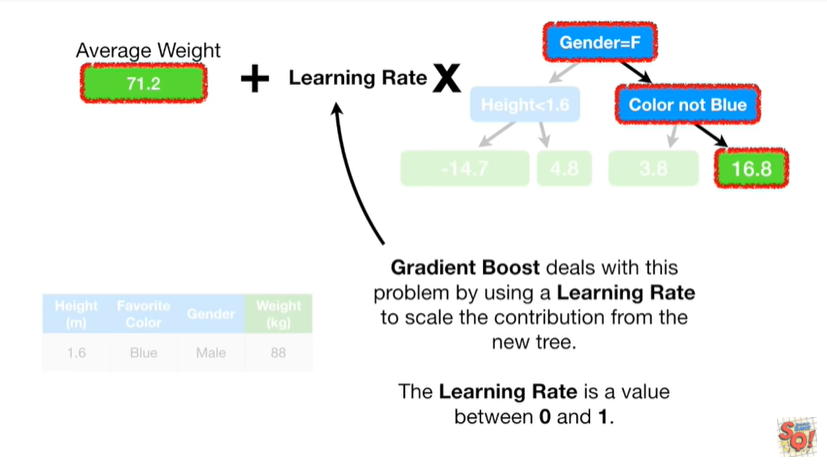 Average Weight
71.2
+
Learning Rate
X
Gender=F
Height<1.6
Color not Blue
-14.7
4.8
3.8
16.8
Gradient Boost deals with this
problem by using a Learning Rate
to scale the contribution from the
new tree.
The Learning Rate is a value
between 0 and 1.
Height
(m)
Favorite
Color
Gender
Weight
(kg)
1.6
Blue
Male
88
SQ!